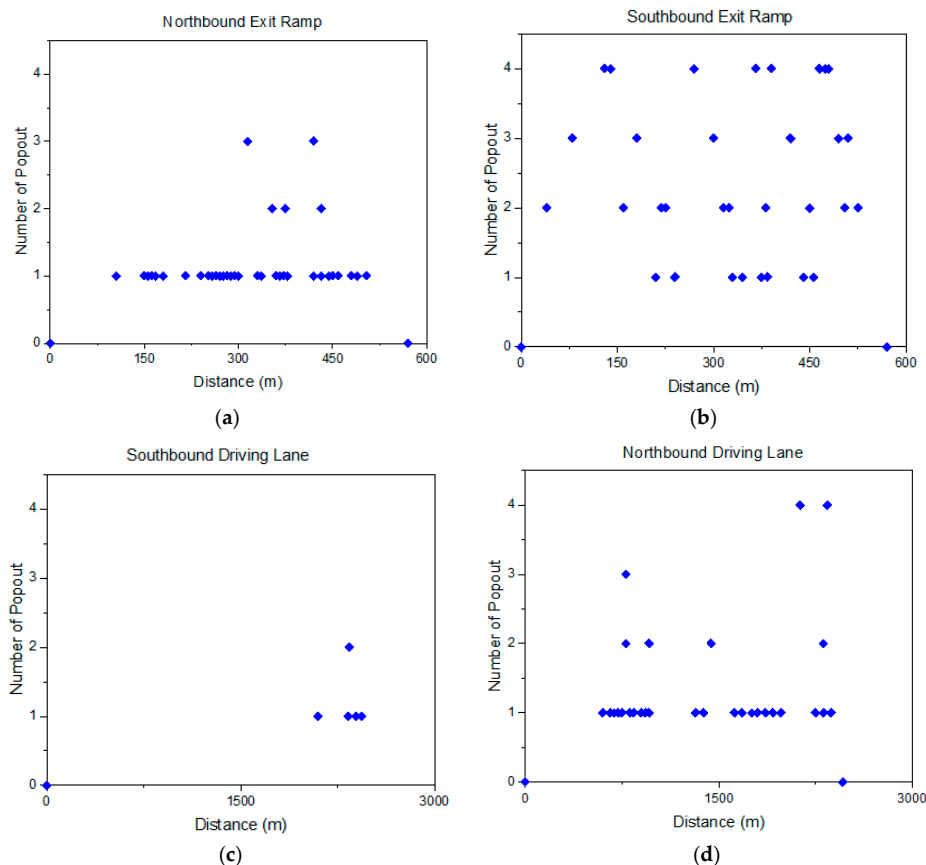 Northbound Exit Ramp
4
3
2
1
0
Number of Popout
0 150 300 450 600
Distance (m)
(a)
Southbound Exit Ramp
4
3
2
1
0
Number of Popout
0 150 300 450 600
Distance (m)
(b)
Southbound Driving Lane
4
3
2
1
0
Number of Popout
0 1500 3000
Distance (m)
(c)
Northbound Driving Lane
4
3
2
1
0
Number of Popout
0 1500 3000
Distance (m)
(d)